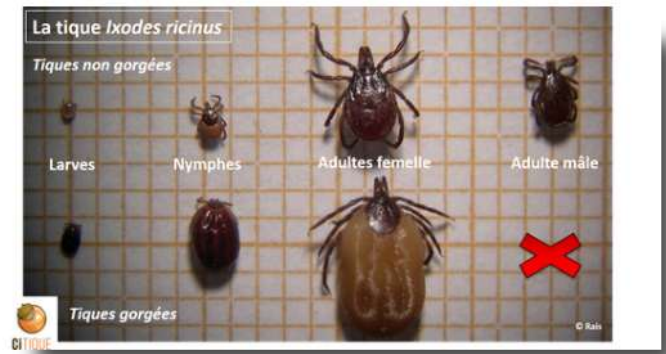 La tique Ixodes ricinus
Tiques non gorgées
Larves Nymphes Adultes femelle Adulte mâle
Tiques gorgées
© Rais
CITIQUE